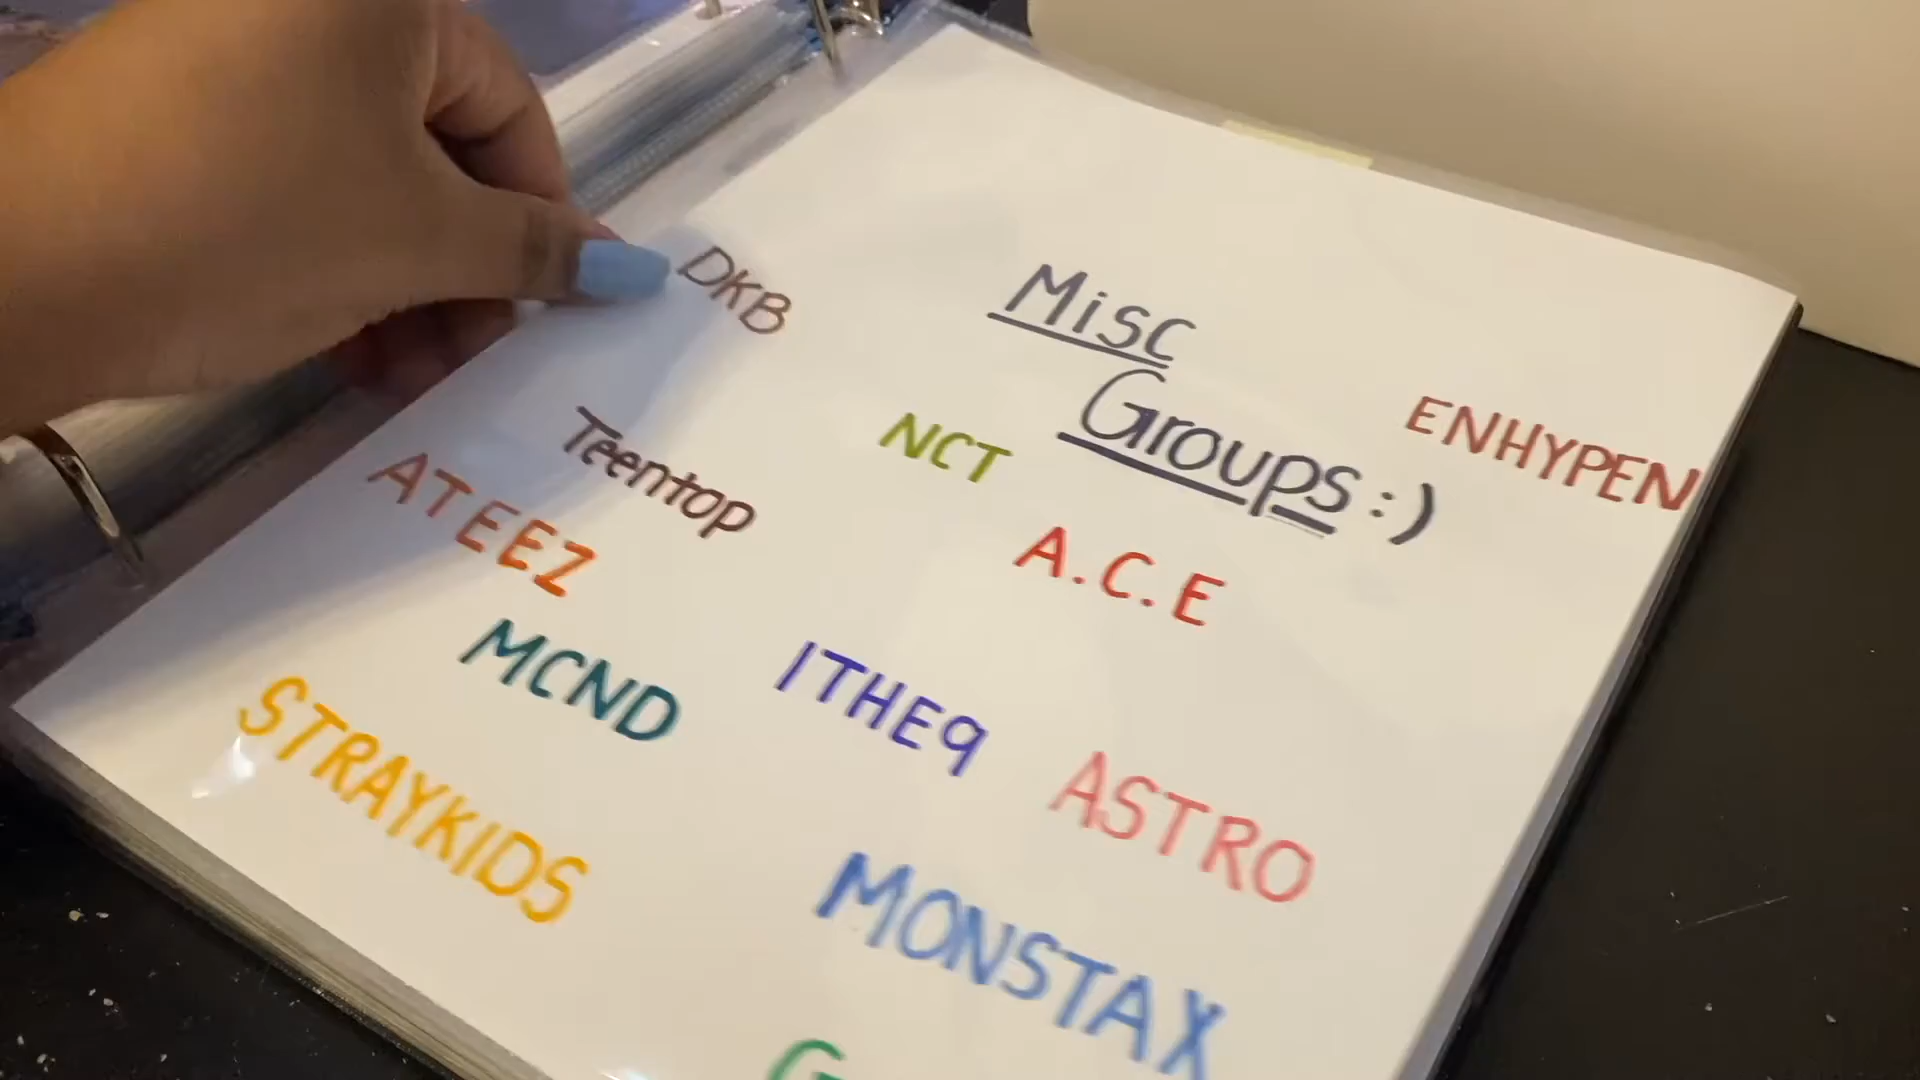 DKB
Misc
Groups :)
ENHYPEN
NCT
Teentop
ATEEZ
A.C.E
MCND
1THE9
ASTRO
STRAYKIDS
MONSTAX
G